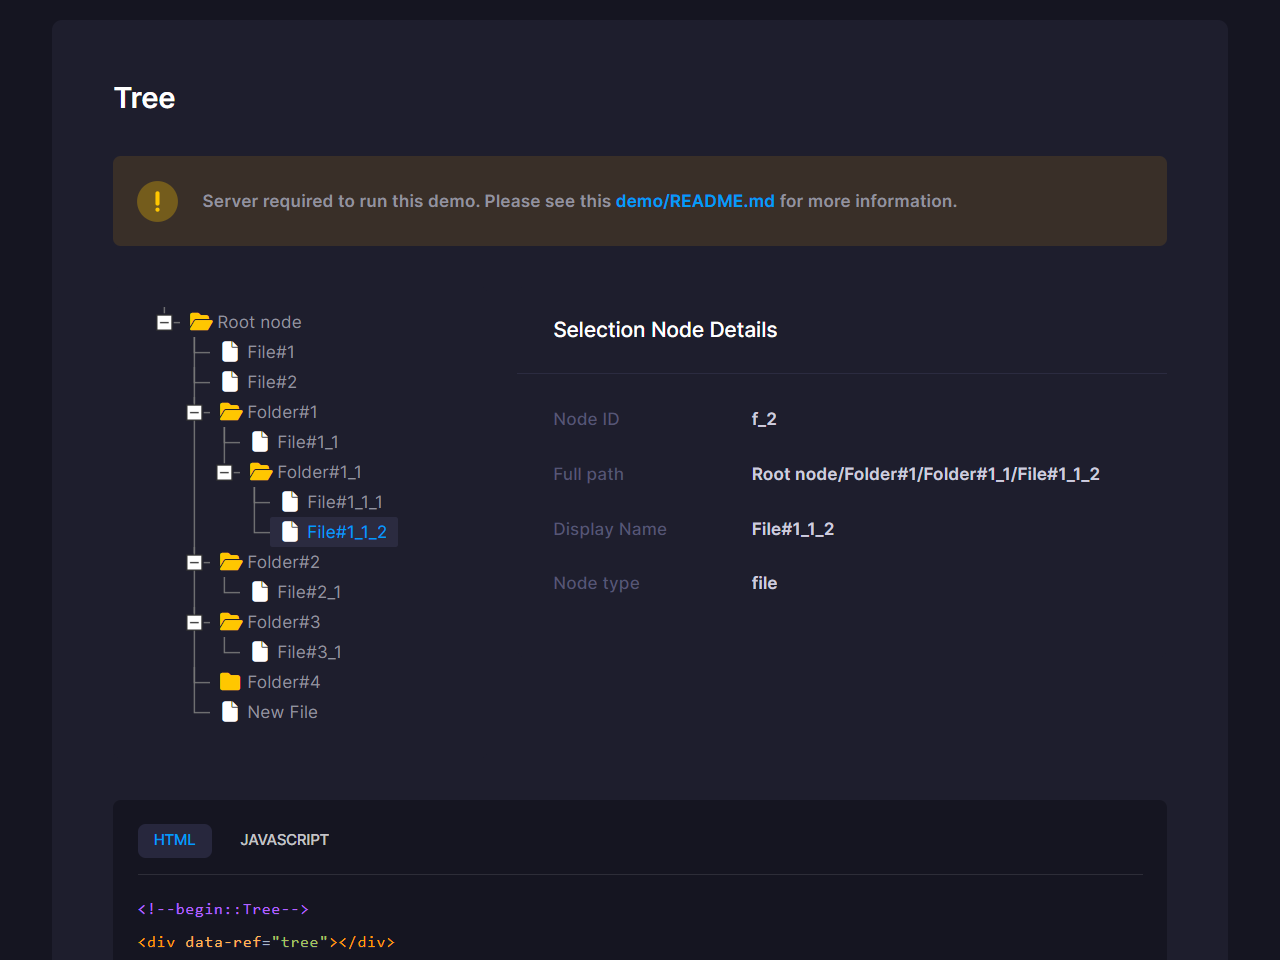 Tree
Server required to run this demo. Please see this demo/README.md for more information.
Root node
File#1
File#2
Folder#1
File#1_1
Folder#1_1
File#1_1_1
File#1_1_2
Folder#2
File#2_1
Folder#3
File#3_1
Folder#4
New File
Selection Node Details
Node ID f_2
Full path Root node/Folder#1/Folder#1_1/File#1_1_2
Display Name File#1_1_2
Node type file
HTML JAVASCRIPT
<!--begin::Tree-->
<div data-ref="tree"></div>